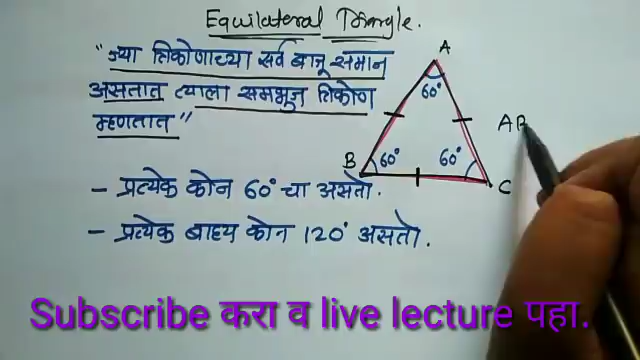 Equilateral Triangle.
"ज्या त्रिकोणाच्या सर्व बाजू समान
असतात त्याला समभुज त्रिकोण
म्हणतात"
A
60°
B 60° 60° C
AB
- प्रत्येक कोन 60° चा असतो.
- प्रत्येक बाह्य कोन 120° असतो.
Subscribe करा व live lecture पहा.